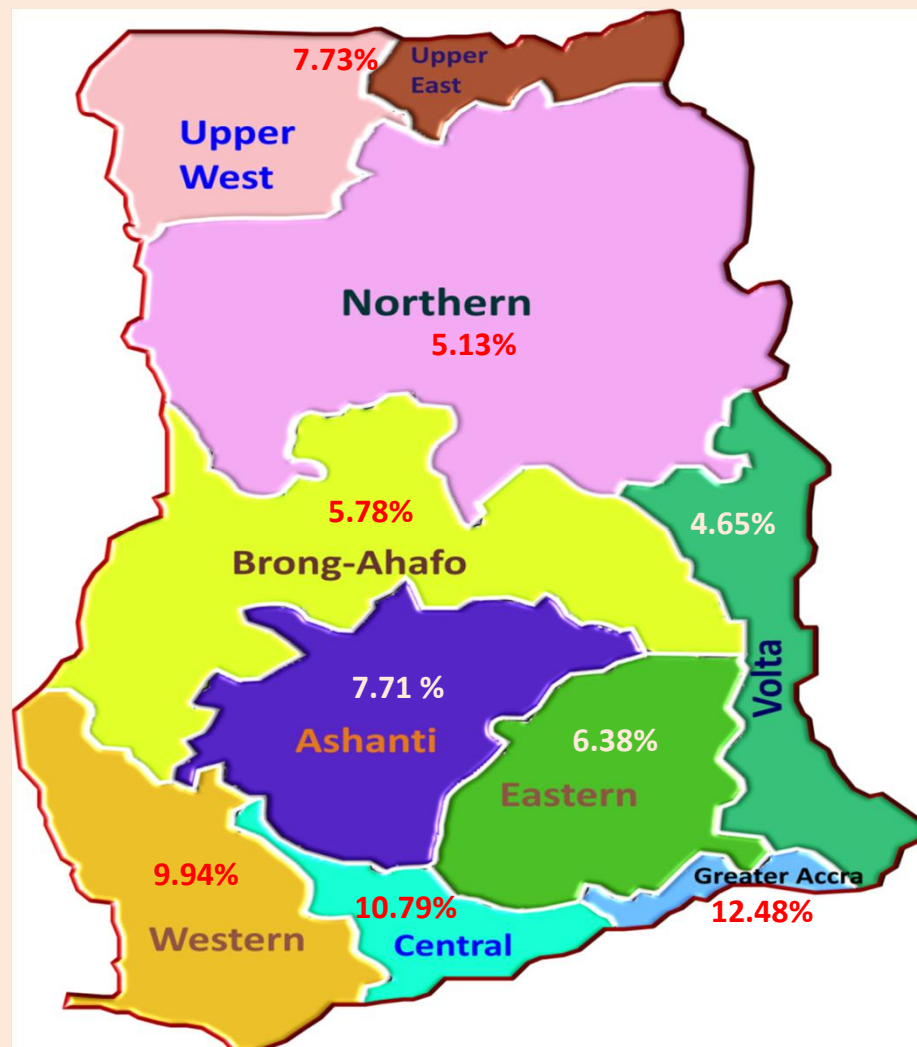 7.73%
Upper
East
Upper
West
Northern
5.13%
5.78%
Brong-Ahafo
4.65%
Volta
7.71 %
Ashanti
6.38%
Eastern
Greater Accra
12.48%
9.94%
Western
10.79%
Central